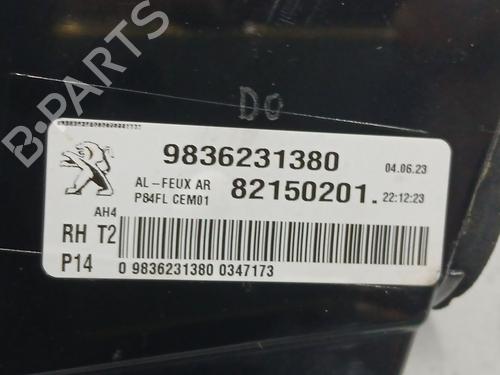 B-PARTS
DO
9836231380 04.06.23
AL-FEUX AR 82150201. 22:12:23
P84FL CEM01
AH4
RH T2
P14 0 9836231380 0347173